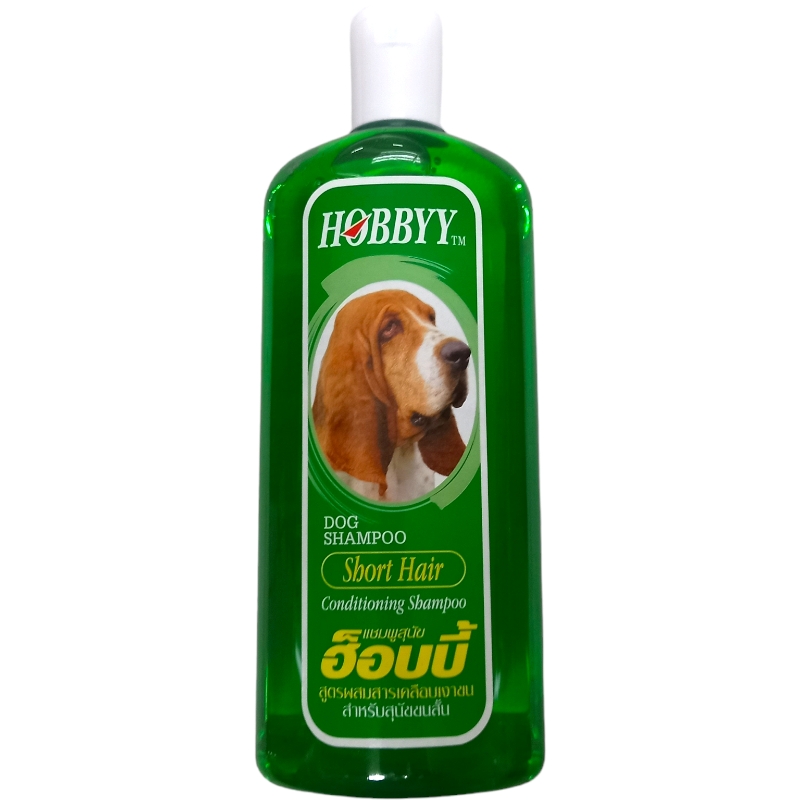 HOBBYY TM
DOG
SHAMPOO
Short Hair
Conditioning Shampoo
แชมพูสุนัข
ฮ็อบบี้
สูตรผสมสารเคลือบเงาขน
สำหรับสุนัขขนสั้น